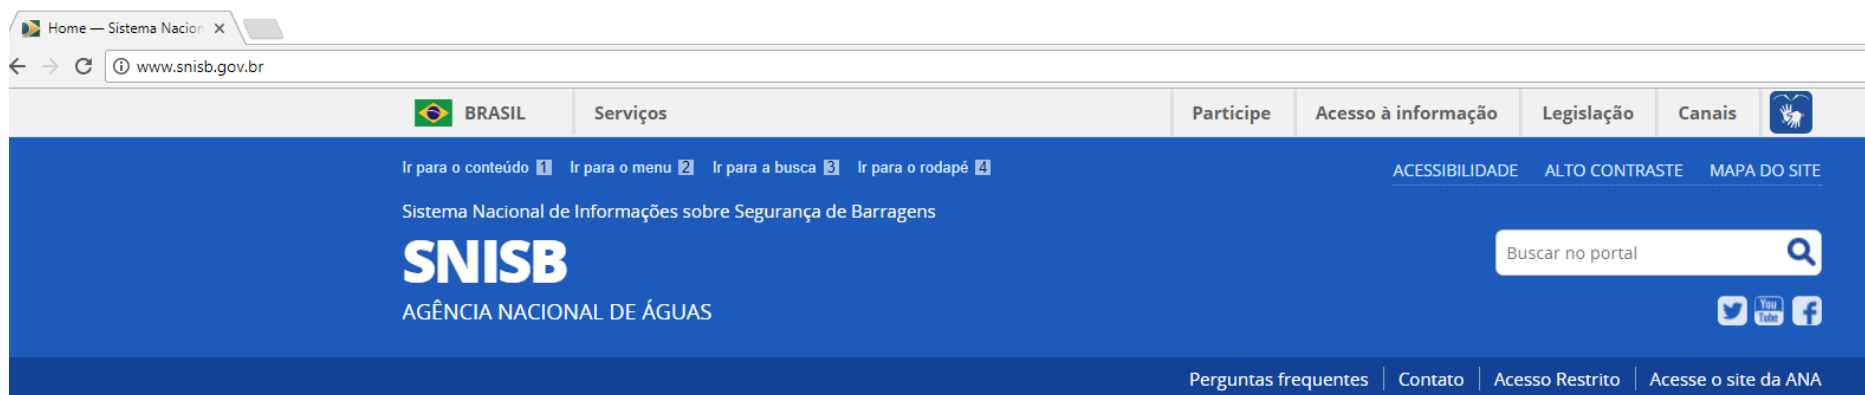 Home — Sistema Nacion
www.snisb.gov.br
BRASIL Serviços Participe Acesso à informação Legislação Canais
Ir para o conteúdo 1 Ir para o menu 2 Ir para a busca 3 Ir para o rodapé 4
ACESSIBILIDADE ALTO CONTRASTE MAPA DO SITE
Sistema Nacional de Informações sobre Segurança de Barragens
SNISB
Buscar no portal
AGÊNCIA NACIONAL DE ÁGUAS
You Tube
Perguntas frequentes Contato Acesso Restrito Acesse o site da ANA